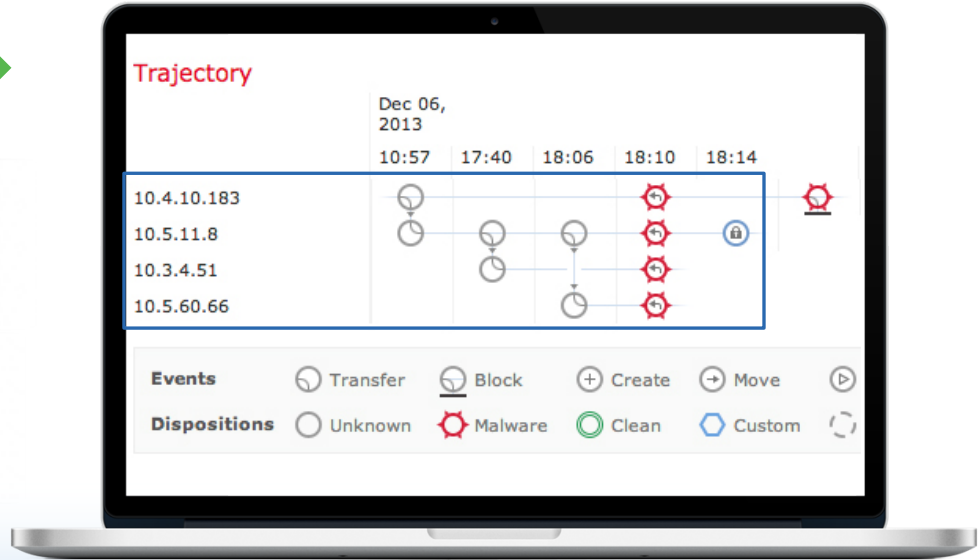 Trajectory
Dec 06,
2013
10:57 17:40 18:06 18:10 18:14
10.4.10.183
10.5.11.8
10.3.4.51
10.5.60.66
Events Transfer Block Create Move
Dispositions Unknown Malware Clean Custom